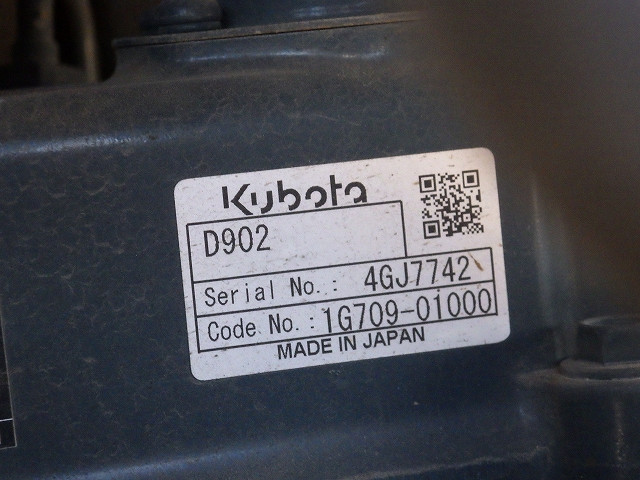 Kubota
D902
Serial No.: 4GJ7742
Code No.: 1G709-01000
MADE IN JAPAN